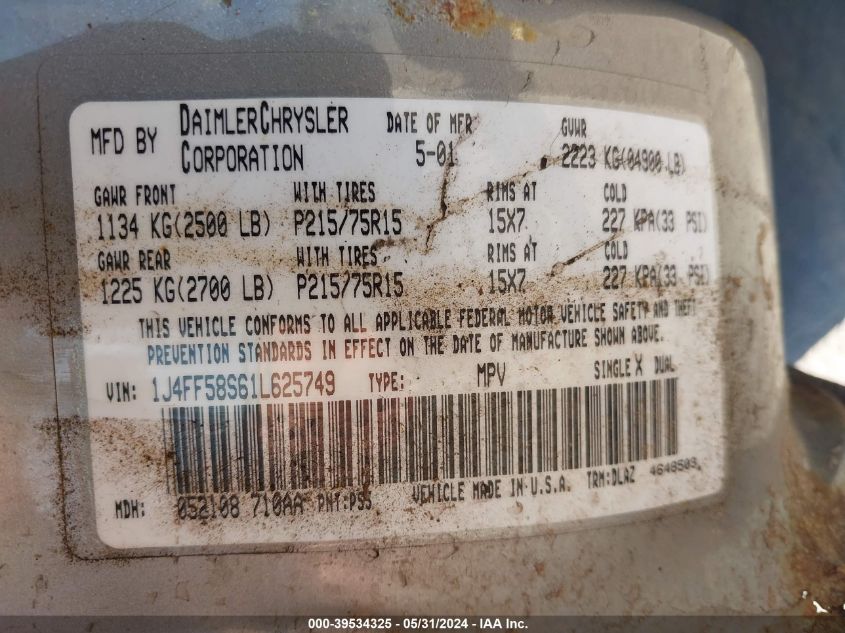 MFD BY DAIMLERCHRYSLER CORPORATION DATE OF MFR 5-01 GVWR 2223 KG(04900 LB)
GAWR FRONT WITH TIRES RIMS AT COLD
1134 KG(2500 LB) P215/75R15 15X7 227 KPA(33 PSI)
GAWR REAR WITH TIRES RIMS AT COLD
1225 KG(2700 LB) P215/75R15 15X7 227 KPA(33 PSI)
THIS VEHICLE CONFORMS TO ALL APPLICABLE FEDERAL MOTOR VEHICLE SAFETY AND THEFT
PREVENTION STANDARDS IN EFFECT ON THE DATE OF MANUFACTURE SHOWN ABOVE.
VIN: 1J4FF58S61L625749 TYPE: MPV SINGLE X DUAL
MDH: 052108 710AA PNT:PS5 VEHICLE MADE IN U.S.A. TRM:DLAZ 4648503
000-39534325 - 05/31/2024 - IAA Inc.